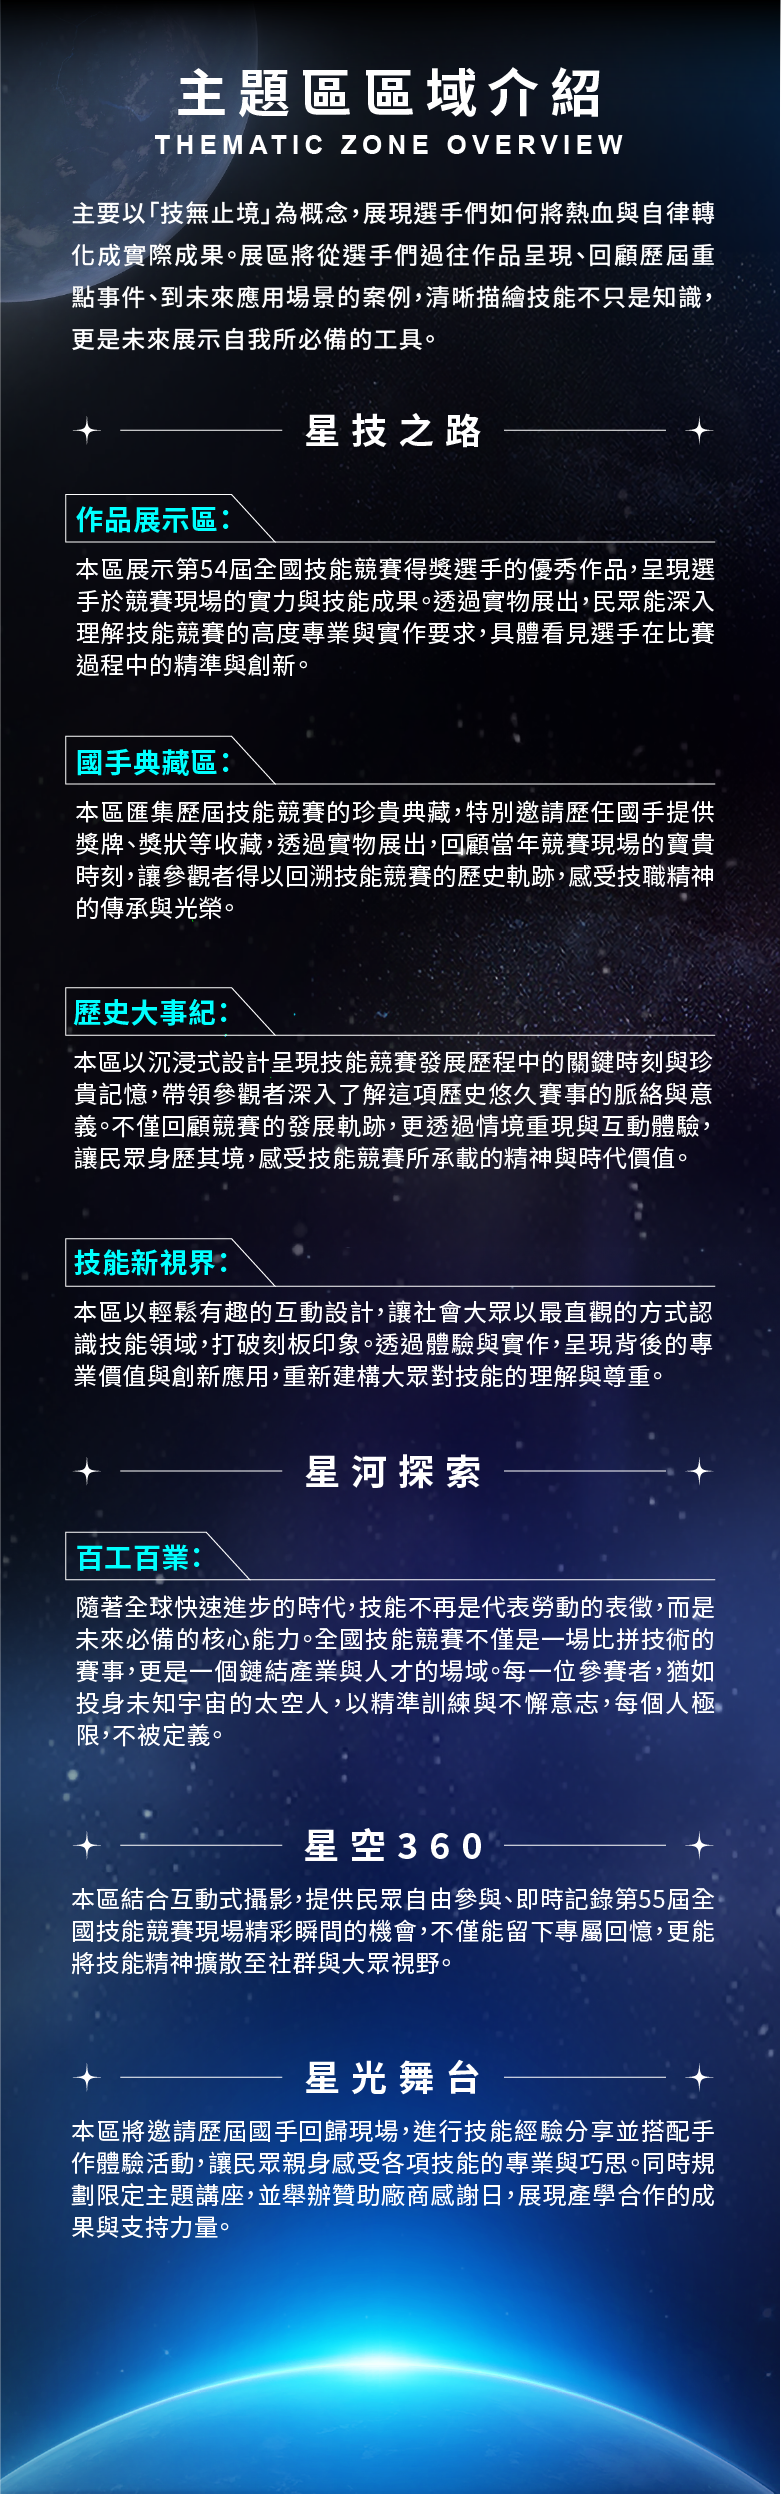 主題區區域介紹
THEMATIC ZONE OVERVIEW
主要以「技無止境」為概念，展現選手們如何將熱血與自律轉
化成實際成果。展區將從選手們過往作品呈現、回顧歷屆重
點事件、到未來應用場景的案例，清晰描繪技能不只是知識，
更是未來展示自我所必備的工具。
星技之路
作品展示區：
本區展示第54屆全國技能競賽得獎選手的優秀作品，呈現選
手於競賽現場的實力與技能成果。透過實物展出，民眾能深入
理解技能競賽的高度專業與實作要求，具體看見選手在比賽
過程中的精準與創新。
國手典藏區：
本區匯集歷屆技能競賽的珍貴典藏，特別邀請歷任國手提供
獎牌、獎狀等收藏，透過實物展出，回顧當年競賽現場的寶貴
時刻，讓參觀者得以回溯技能競賽的歷史軌跡，感受技職精神
的傳承與光榮。
歷史大事紀：
本區以沉浸式設計呈現技能競賽發展歷程中的關鍵時刻與珍
貴記憶，帶領參觀者深入了解這項歷史悠久賽事的脈絡與意
義。不僅回顧競賽的發展軌跡，更透過情境重現與互動體驗，
讓民眾身歷其境，感受技能競賽所承載的精神與時代價值。
技能新視界：
本區以輕鬆有趣的互動設計，讓社會大眾以最直觀的方式認
識技能領域，打破刻板印象。透過體驗與實作，呈現背後的專
業價值與創新應用，重新建構大眾對技能的理解與尊重。
星河探索
百工百業：
隨著全球快速進步的時代，技能不再是代表勞動的表徵，而是
未來必備的核心能力。全國技能競賽不僅是一場比拼技術的
賽事，更是一個鏈結產業與人才的場域。每一位參賽者，猶如
投身未知宇宙的太空人，以精準訓練與不懈意志，每個人極
限，不被定義。
星空360
本區結合互動式攝影，提供民眾自由參與、即時記錄第55屆全
國技能競賽現場精彩瞬間的機會，不僅能留下專屬回憶，更能
將技能精神擴散至社群與大眾視野。
星光舞台
本區將邀請歷屆國手回歸現場，進行技能經驗分享並搭配手
作體驗活動，讓民眾親身感受各項技能的專業與巧思。同時規
劃限定主題講座，並舉辦贊助廠商感謝日，展現產學合作的成
果與支持力量。